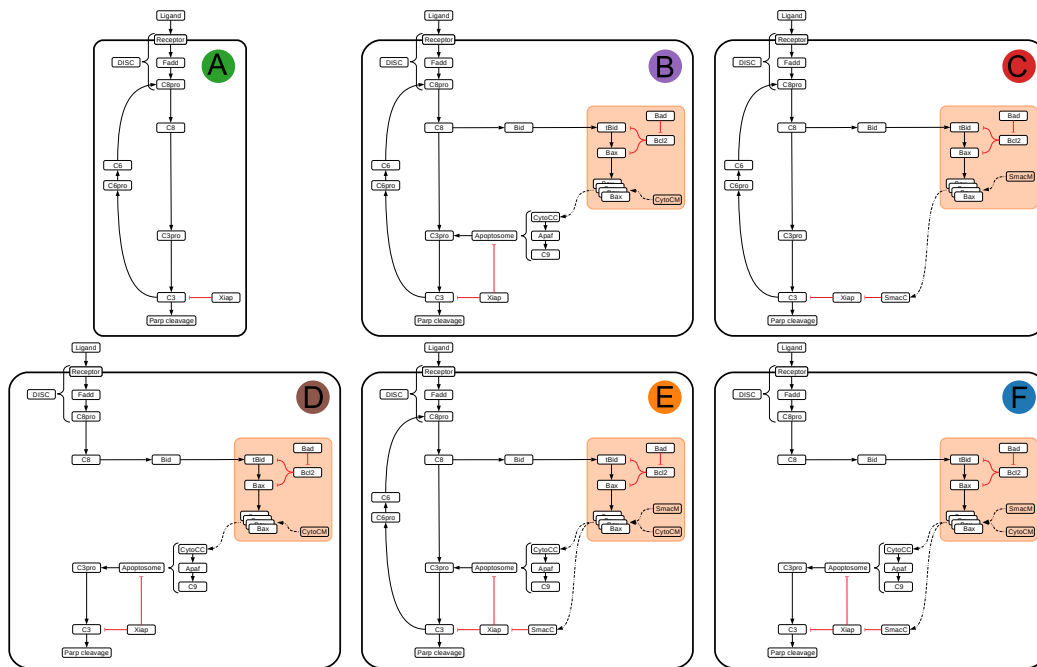 Ligand
Receptor
A
DISC
Fadd
C8pro
C8
C6
C6pro
C3pro
C3
Xiap
Parp cleavage
Ligand
Receptor
B
DISC
Fadd
C8pro
C8
Bid
tBid
Bad
Bcl2
Bax
Bax
CytoCM
C6
C6pro
CytoCC
C3pro
Apoptosome
Apaf
C9
C3
Xiap
Parp cleavage
Ligand
Receptor
C
DISC
Fadd
C8pro
C8
Bid
tBid
Bad
Bcl2
Bax
SmacM
Bax
C6
C6pro
C3pro
C3
Xiap
SmacC
Parp cleavage
Ligand
Receptor
D
DISC
Fadd
C8pro
C8
Bid
tBid
Bad
Bcl2
Bax
Bax
CytoCM
CytoCC
C3pro
Apoptosome
Apaf
C9
C3
Xiap
Parp cleavage
Ligand
Receptor
E
DISC
Fadd
C8pro
C8
Bid
tBid
Bad
Bcl2
Bax
SmacM
Bax
CytoCM
C6
C6pro
CytoCC
C3pro
Apoptosome
Apaf
C9
C3
Xiap
SmacC
Parp cleavage
Ligand
Receptor
F
DISC
Fadd
C8pro
C8
Bid
tBid
Bad
Bcl2
Bax
SmacM
Bax
CytoCM
CytoCC
C3pro
Apoptosome
Apaf
C9
C3
Xiap
SmacC
Parp cleavage